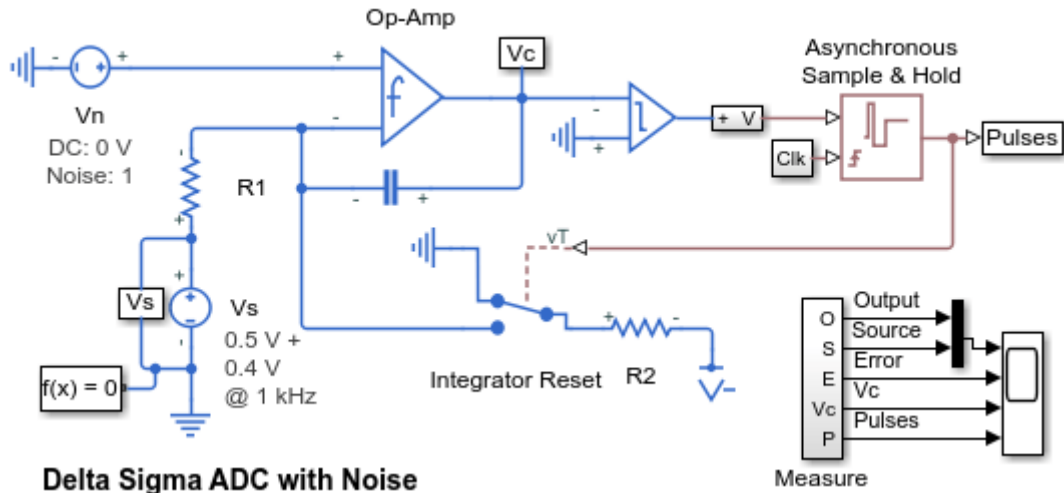 Op-Amp
Vc
Asynchronous
Sample & Hold
- + + +
Vn
DC: 0 V
Noise: 1
-
- +
+ V
Clk
Pulses
-
R1
- +
+
vT
Vs
+
-
Vs
0.5 V +
0.4 V
@ 1 kHz
f(x) = 0
Integrator Reset
+ -
R2
V-
O Output
S Source
E Error
Vc Vc
P Pulses
Measure
Delta Sigma ADC with Noise